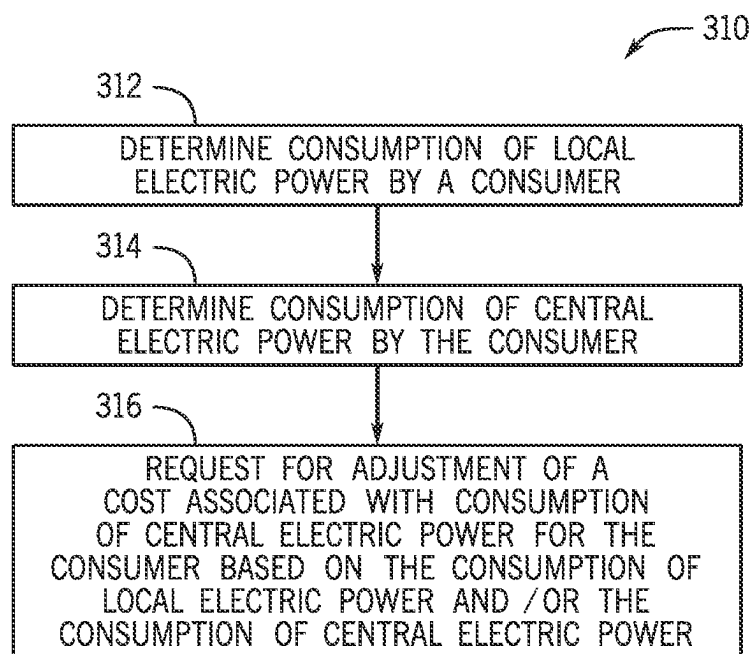 310
312
DETERMINE CONSUMPTION OF LOCAL
ELECTRIC POWER BY A CONSUMER
314
DETERMINE CONSUMPTION OF CENTRAL
ELECTRIC POWER BY THE CONSUMER
316
REQUEST FOR ADJUSTMENT OF A
COST ASSOCIATED WITH CONSUMPTION
OF CENTRAL ELECTRIC POWER FOR THE
CONSUMER BASED ON THE CONSUMPTION OF
LOCAL ELECTRIC POWER AND /OR THE
CONSUMPTION OF CENTRAL ELECTRIC POWER